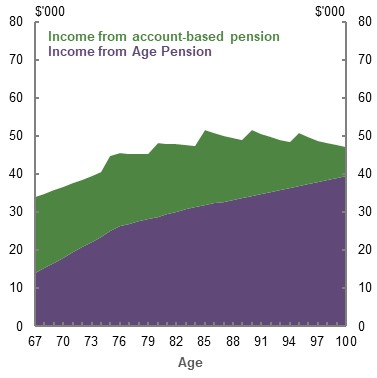 $'000 $'000
80 80
Income from account-based pension
Income from Age Pension
70 70
60 60
50 50
40 40
30 30
20 20
10 10
0 0
67 70 73 76 79 82 85 88 91 94 97 100
Age